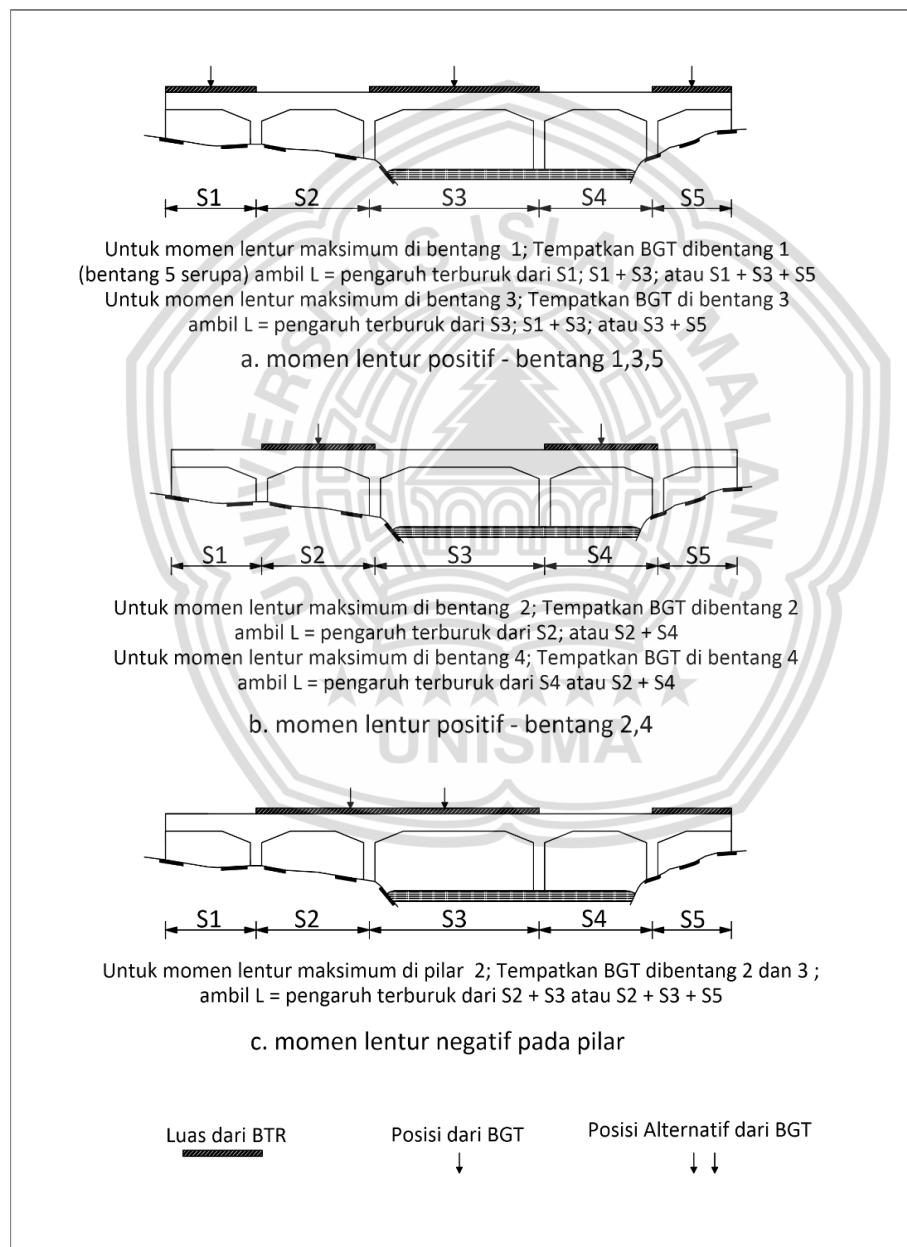 S1 S2 S3 S4 S5
Untuk momen lentur maksimum di bentang 1; Tempatkan BGT dibentang 1
(bentang 5 serupa) ambil L = pengaruh terburuk dari S1; S1 + S3; atau S1 + S3 + S5
Untuk momen lentur maksimum di bentang 3; Tempatkan BGT di bentang 3
ambil L = pengaruh terburuk dari S3; S1 + S3; atau S3 + S5
a. momen lentur positif - bentang 1,3,5
S1 S2 S3 S4 S5
Untuk momen lentur maksimum di bentang 2; Tempatkan BGT dibentang 2
ambil L = pengaruh terburuk dari S2; atau S2 + S4
Untuk momen lentur maksimum di bentang 4; Tempatkan BGT di bentang 4
ambil L = pengaruh terburuk dari S4 atau S2 + S4
b. momen lentur positif - bentang 2,4
S1 S2 S3 S4 S5
Untuk momen lentur maksimum di pilar 2; Tempatkan BGT dibentang 2 dan 3 ;
ambil L = pengaruh terburuk dari S2 + S3 atau S2 + S3 + S5
c. momen lentur negatif pada pilar
Luas dari BTR Posisi dari BGT Posisi Alternatif dari BGT
UNIVERSITAS ISLAM MALANG
UNISMA